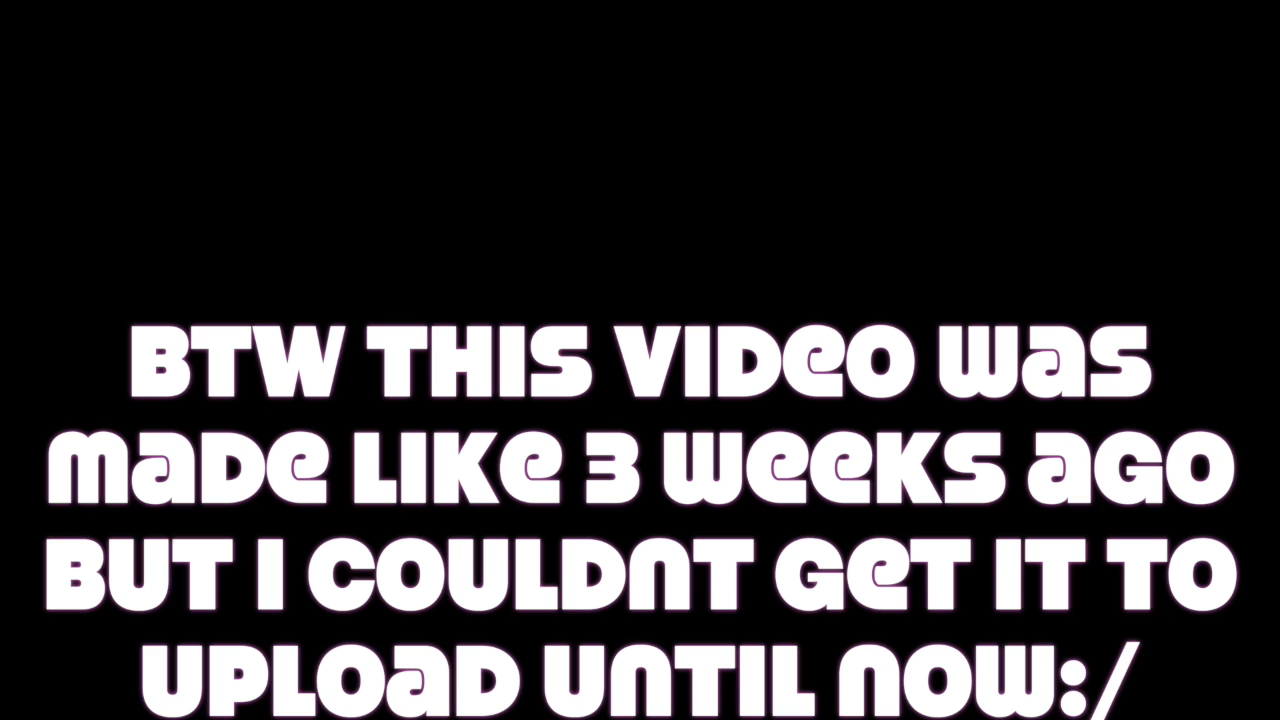 BTW THIS VIDeO Was
maDe LIKe 3 WeeKS aGO
BUT I COULDnT GeT IT TO
UPLOaD UnTIL nOW:/